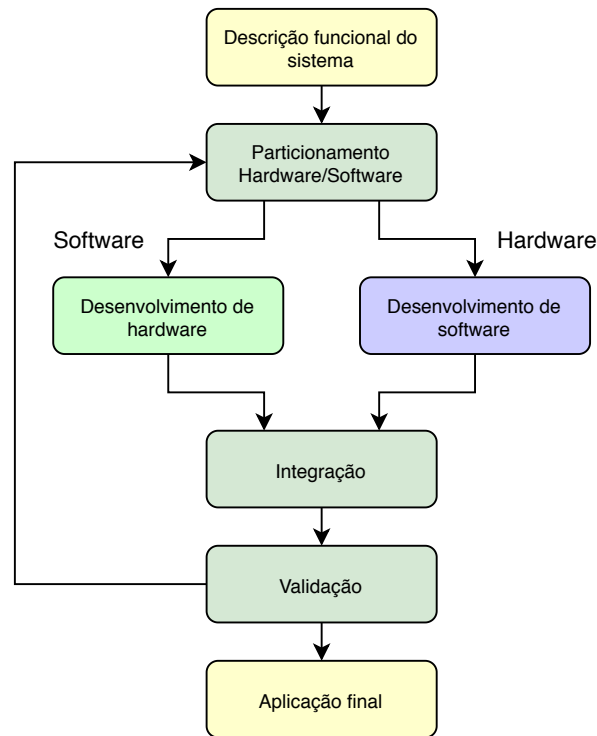 Descrição funcional do
sistema
Particionamento
Hardware/Software
Software
Hardware
Desenvolvimento de
hardware
Desenvolvimento de
software
Integração
Validação
Aplicação final